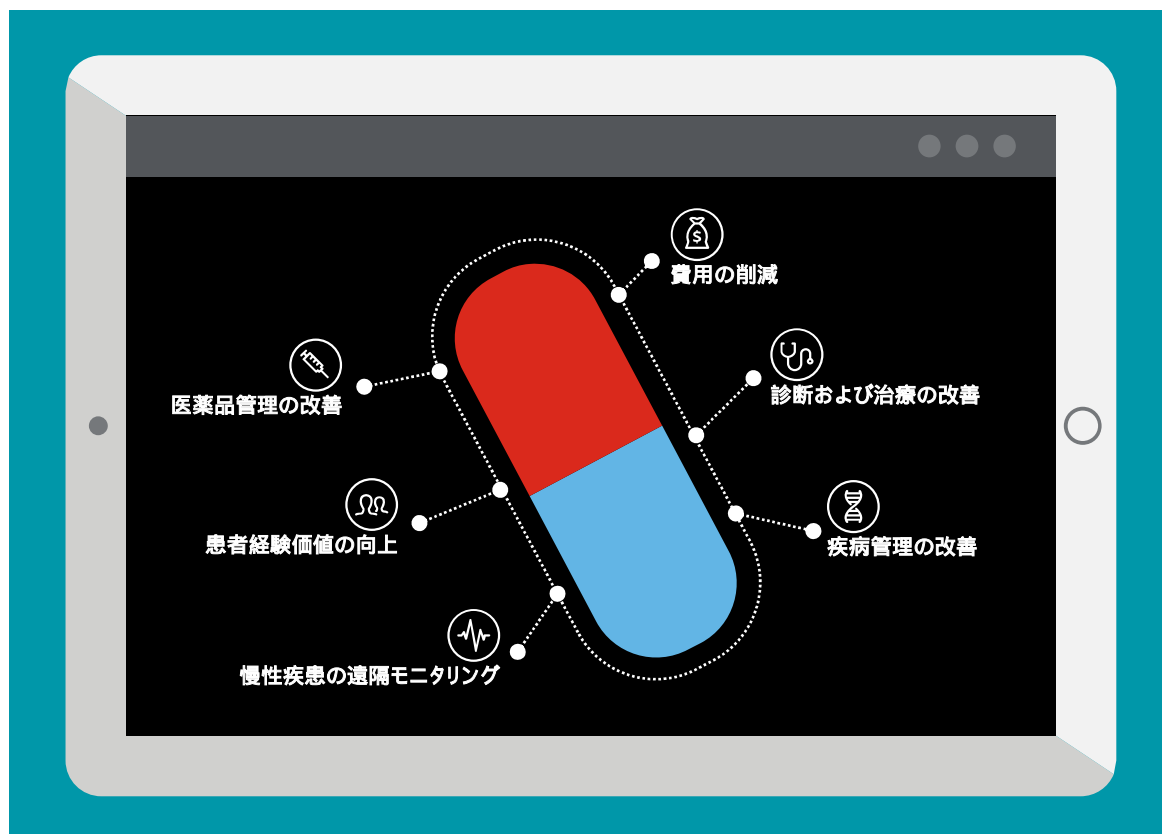 費用の削減
診断および治療の改善
医薬品管理の改善
患者経験価値の向上
疾病管理の改善
慢性疾患の遠隔モニタリング